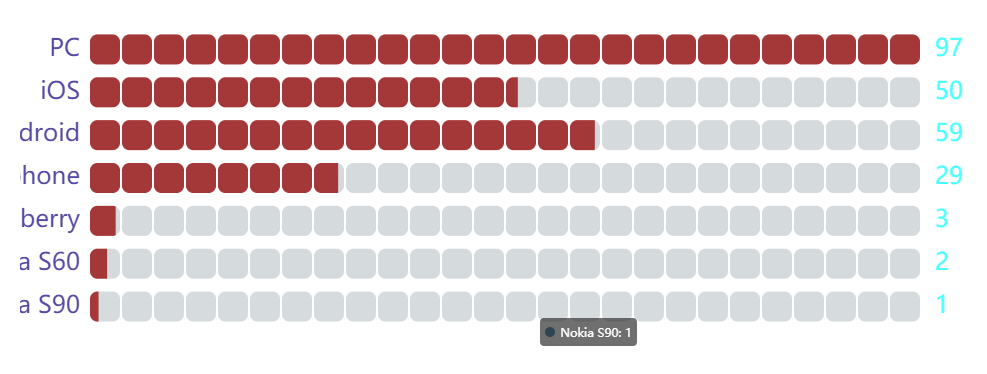 PC 97
iOS 50
droid 59
hone 29
berry 3
a S60 2
a S90 1
Nokia S90: 1